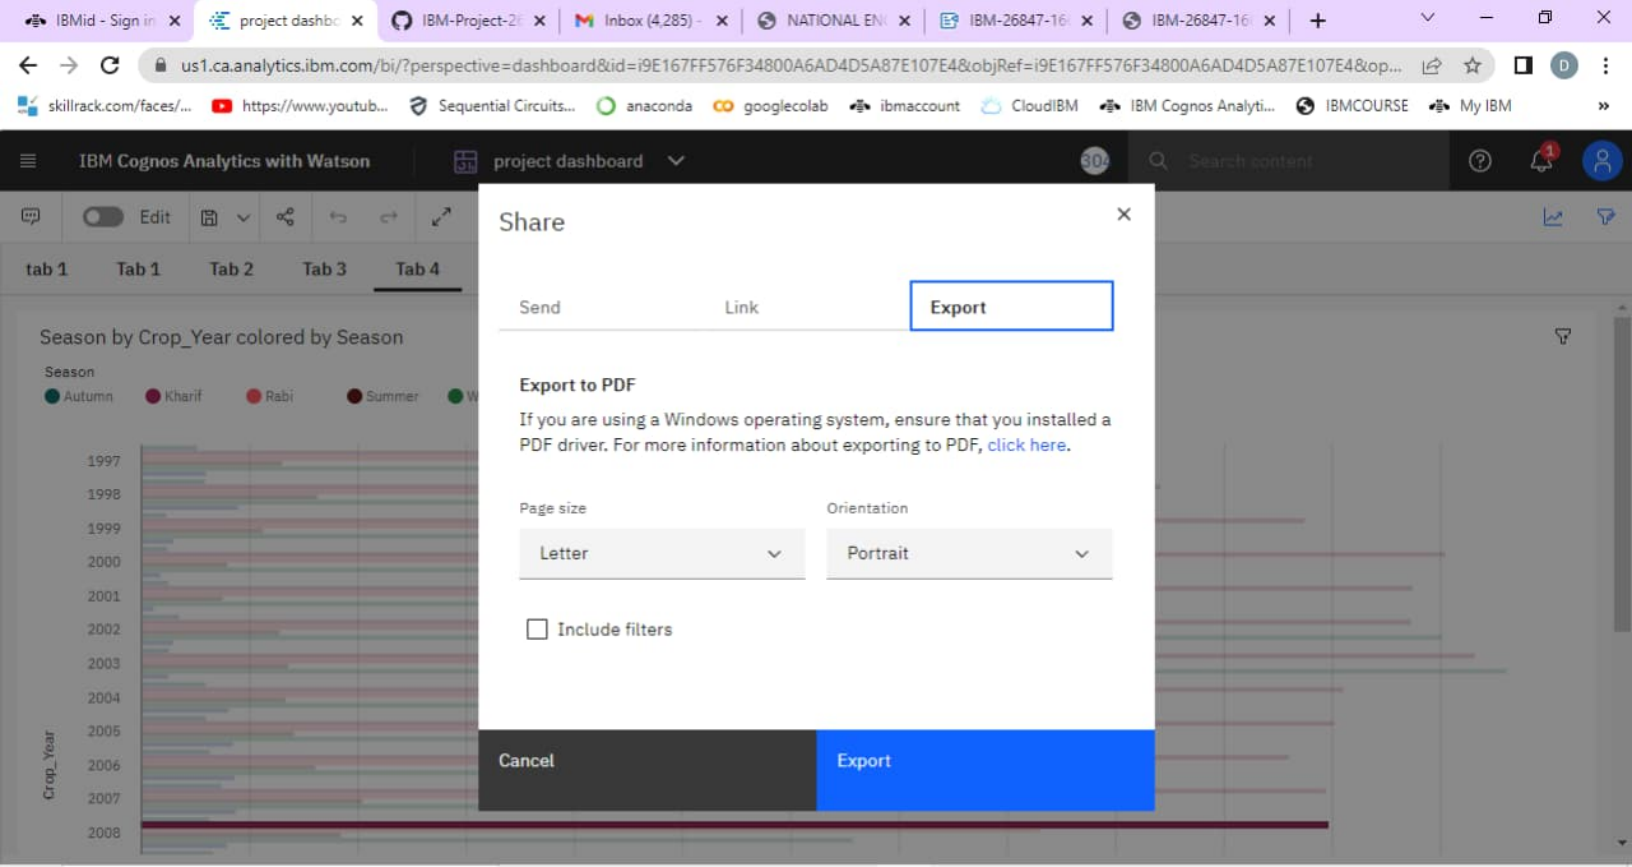 IBMid - Sign in
project dashbo
IBM-Project-26
Inbox (4,285) -
NATIONAL EN
IBM-26847-16
IBM-26847-16
us1.ca.analytics.ibm.com/bi/?perspective=dashboard&id=i9E167FF576F34800A6AD4D5A87E107E4&objRef=i9E167FF576F34800A6AD4D5A87E107E4&op...
D
skillrack.com/faces/...
https://www.youtub...
Sequential Circuits...
anaconda
googlecolab
ibmaccount
CloudIBM
IBM Cognos Analyti...
IBMCOURSE
My IBM
»
IBM Cognos Analytics with Watson
project dashboard
304
Search content
1
Edit
tab 1 Tab 1 Tab 2 Tab 3 Tab 4
Season by Crop_Year colored by Season
Season
Autumn Kharif Rabi Summer W
Crop_Year
1997
1998
1999
2000
2001
2002
2003
2004
2005
2006
2007
2008
Share
Send Link Export
Export to PDF
If you are using a Windows operating system, ensure that you installed a
PDF driver. For more information about exporting to PDF, click here.
Page size Orientation
Letter Portrait
Include filters
Cancel Export